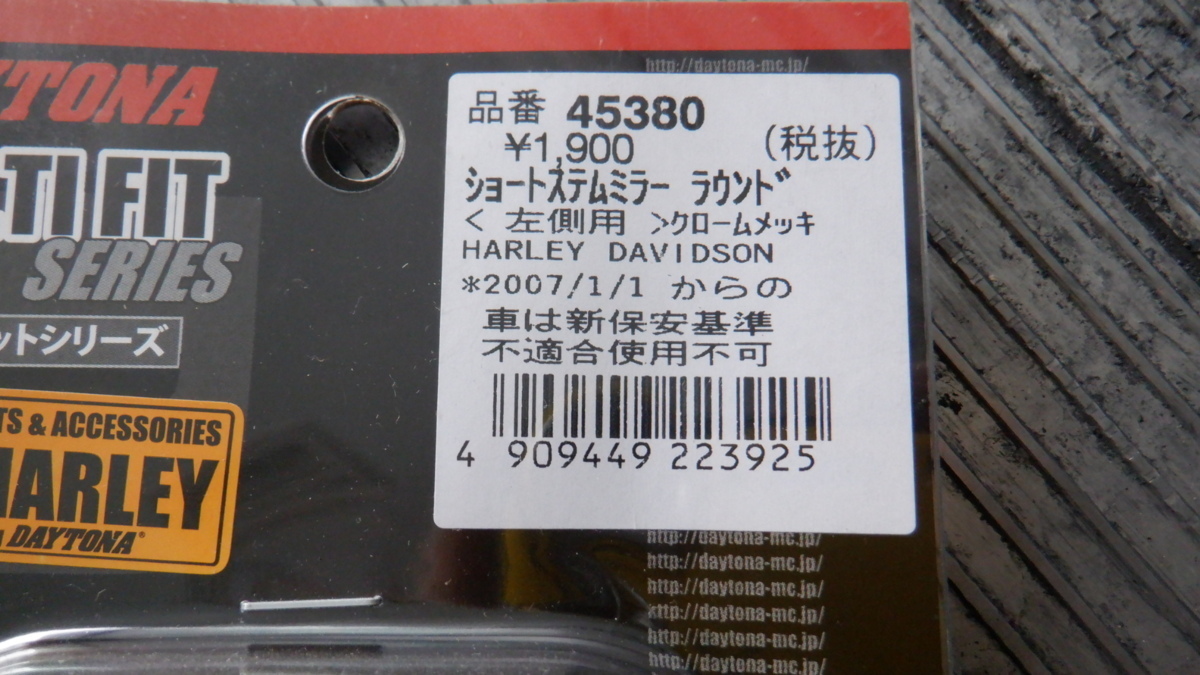 YTONA
TI FIT
SERIES
ットシリーズ
TS & ACCESSORIES
HARLEY
DAYTONA®
http://daytona-mc.jp/
品番 45380
¥1,900 (税抜)
ｼｮｰﾄｽﾃﾑﾐﾗｰ ﾗｳﾝﾄﾞ
< 左側用 >ｸﾛｰﾑﾒｯｷ
HARLEY DAVIDSON
*2007/1/1 からの
車は新保安基準
不適合使用不可
4 909449 223925
http://daytona-mc.jp/
http://daytona-mc.jp/
http://daytona-mc.jp/
http://daytona-mc.jp/
http://daytona-mc.jp/
http://daytona-mc.jp/